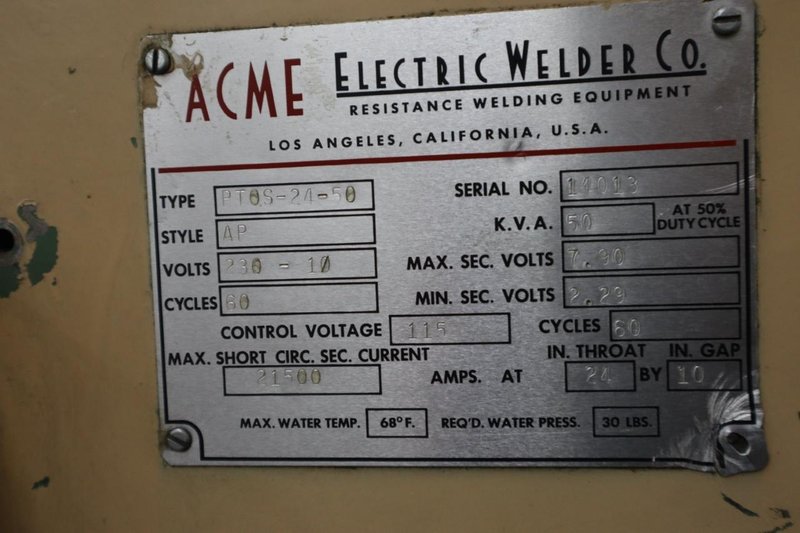 ACME ELECTRIC WELDER CO.
RESISTANCE WELDING EQUIPMENT
LOS ANGELES, CALIFORNIA, U.S.A.
TYPE PT0S-24-50 SERIAL NO. 14013
STYLE AP K.V.A. 50 AT 50% DUTY CYCLE
VOLTS 230 - 10 MAX. SEC. VOLTS 7.90
CYCLES 60 MIN. SEC. VOLTS 2.29
CONTROL VOLTAGE 115 CYCLES 60
MAX. SHORT CIRC. SEC. CURRENT IN. THROAT IN. GAP
21500 AMPS. AT 24 BY 10
MAX. WATER TEMP. 68°F. REQ'D. WATER PRESS. 30 LBS.